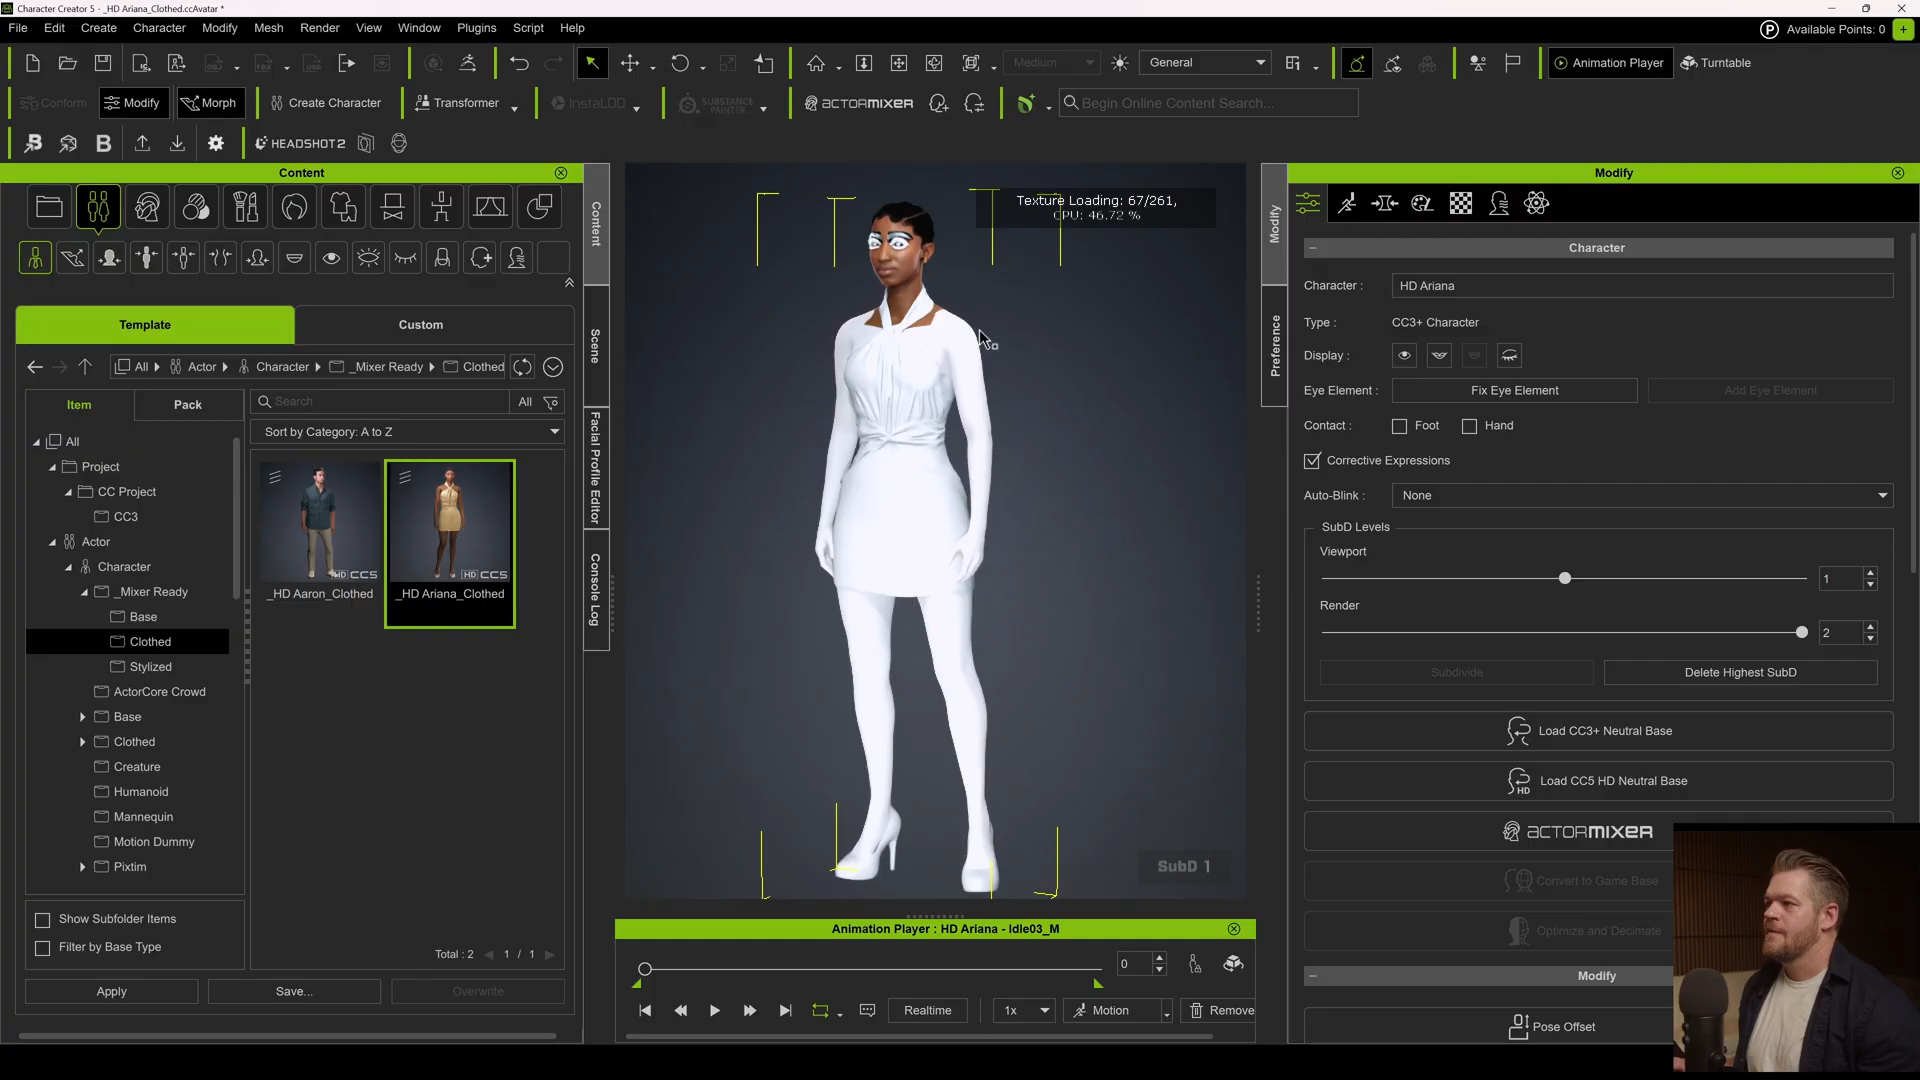 Character Creator 5 - _HD Ariana_Clothed.ccAvatar *
File Edit Create Character Modify Mesh Render View Window Plugins Script Help
Available Points: 0
Medium General Animation Player Turntable
Conform Modify Morph Create Character Transformer InstaLOD SUBSTANCE PAINTER ACTORMIXER Begin Online Content Search...
HEADSHOT 2
Content
Template Custom
All Actor Character _Mixer Ready Clothed
Item Pack
Search All
Sort by Category: A to Z
All
Project
CC Project
CC3
Actor
Character
_Mixer Ready
Base
Clothed
Stylized
ActorCore Crowd
Base
Clothed
Creature
Humanoid
Mannequin
Motion Dummy
Pixtim
HD CC5
_HD Aaron_Clothed
HD CC5
_HD Ariana_Clothed
Show Subfolder Items
Filter by Base Type
Total : 2 1 / 1
Apply Save... Overwrite
Content
Scene
Facial Profile Editor
Console Log
Texture Loading: 67/261,
CPU: 46.72 %
SubD 1
Animation Player : HD Ariana - Idle03_M
0
Realtime 1x Motion Remove
Modify
Preference
Modify
Character
Character : HD Ariana
Type : CC3+ Character
Display :
Eye Element : Fix Eye Element Add Eye Element
Contact : Foot Hand
Corrective Expressions
Auto-Blink : None
SubD Levels
Viewport
1
Render
2
Subdivide Delete Highest SubD
Load CC3+ Neutral Base
HD Load CC5 HD Neutral Base
ACTORMIXER
Convert to Game Base
Optimize and Decimate
Modify
Pose Offset